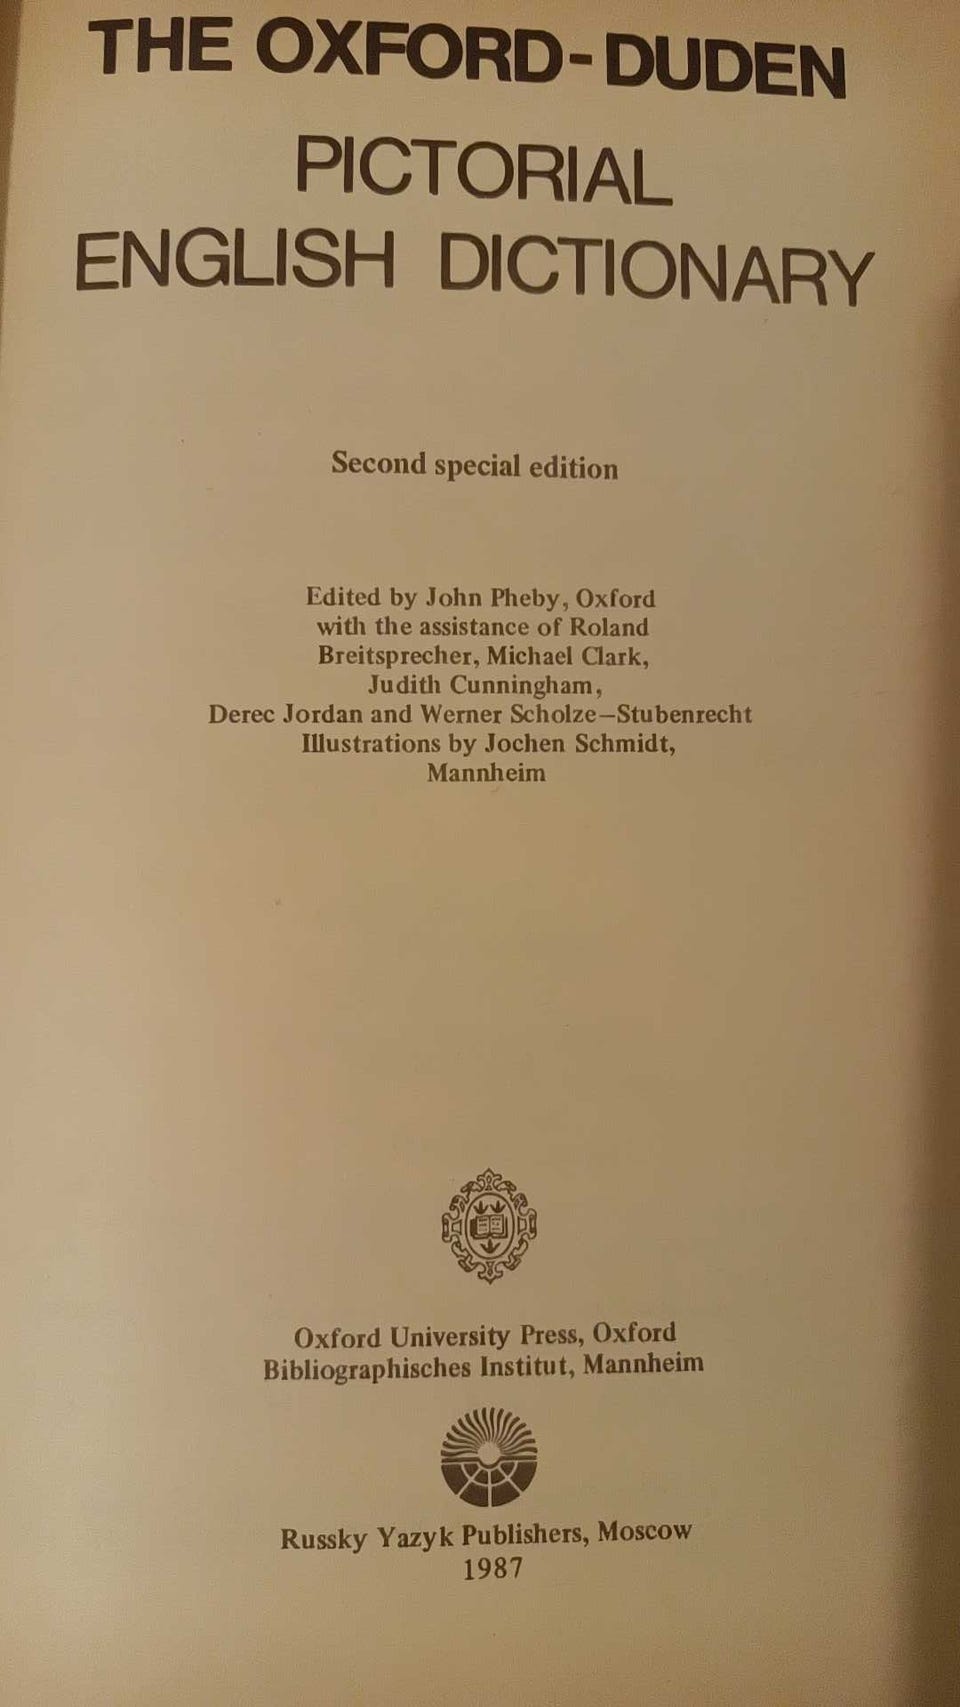 THE OXFORD-DUDEN
PICTORIAL
ENGLISH DICTIONARY
Second special edition
Edited by John Pheby, Oxford
with the assistance of Roland
Breitsprecher, Michael Clark,
Judith Cunningham,
Derec Jordan and Werner Scholze–Stubenrecht
Illustrations by Jochen Schmidt,
Mannheim
Oxford University Press, Oxford
Bibliographisches Institut, Mannheim
Russky Yazyk Publishers, Moscow
1987